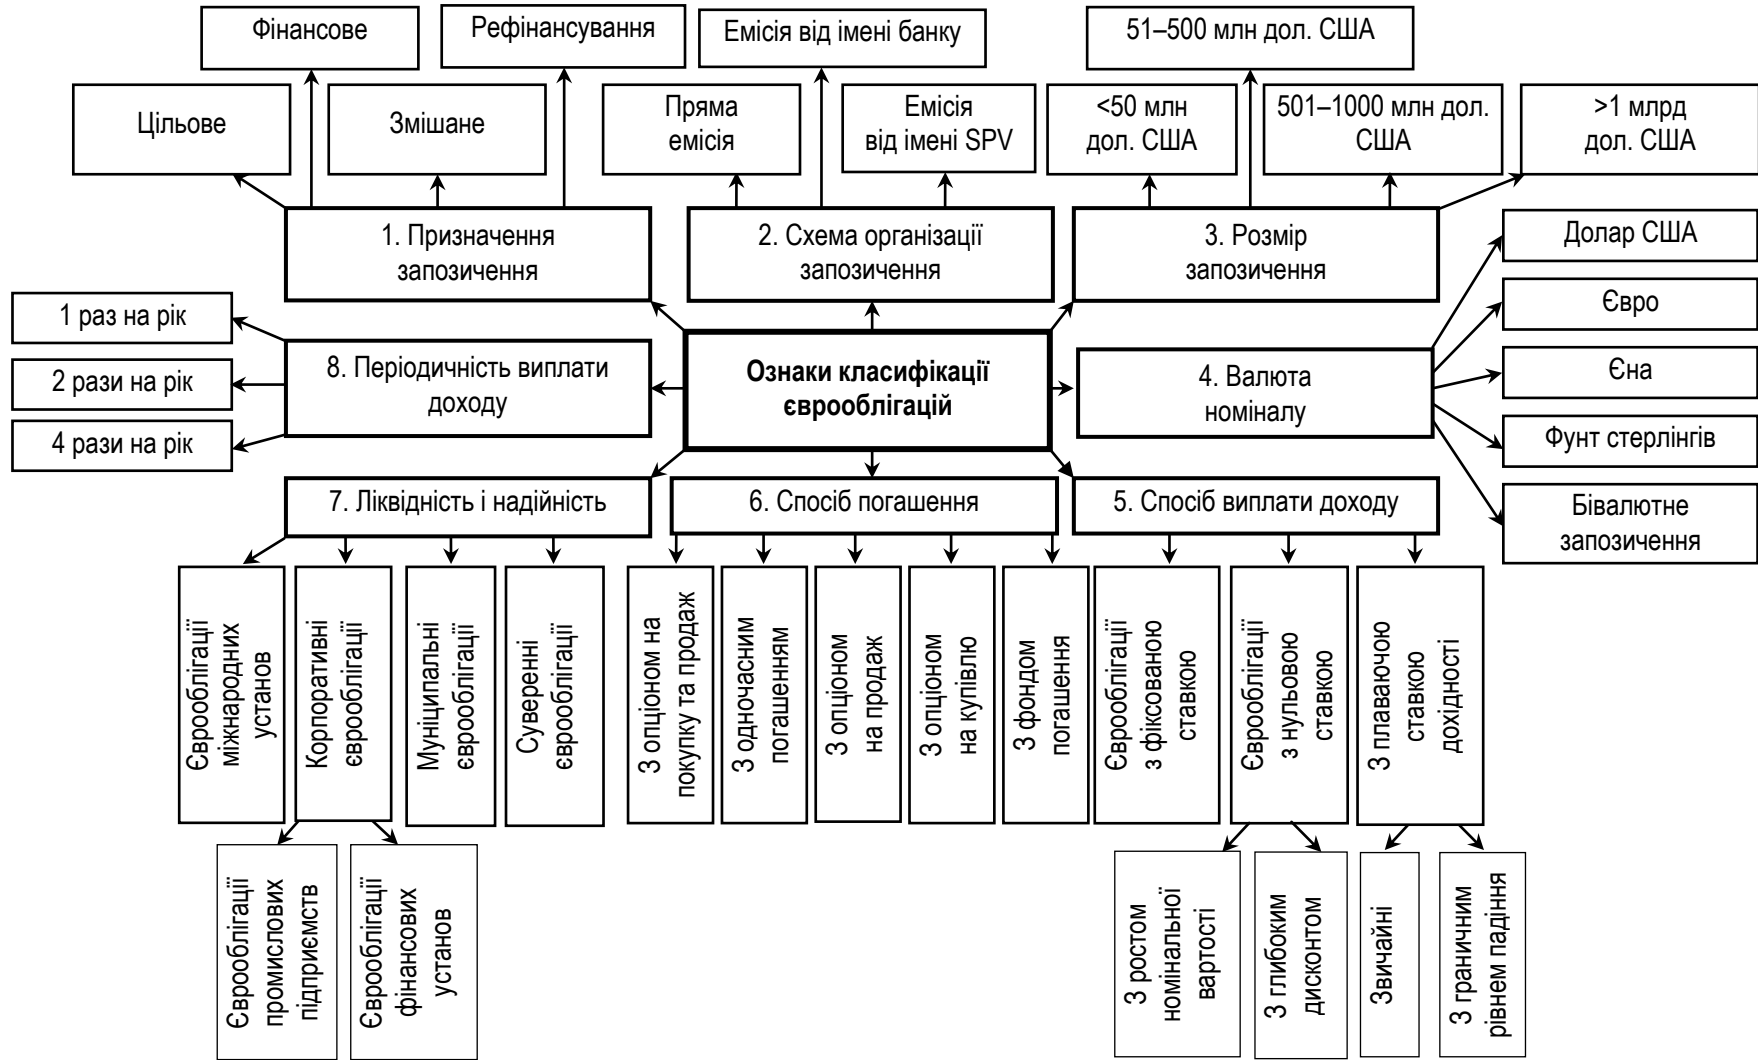 Фінансове
Рефінансування
Емісія від імені банку
51–500 млн дол. США
Цільове
Змішане
Пряма
емісія
Емісія
від імені SPV
<50 млн
дол. США
501–1000 млн дол.
США
>1 млрд
дол. США
1. Призначення
запозичення
2. Схема організації
запозичення
3. Розмір
запозичення
Долар США
Євро
Єна
Фунт стерлінгів
Бівалютне
запозичення
1 раз на рік
2 рази на рік
4 рази на рік
8. Періодичність виплати
доходу
Ознаки класифікації
єврооблігацій
4. Валюта
номіналу
7. Ліквідність і надійність
6. Спосіб погашення
5. Спосіб виплати доходу
Єврооблігації
міжнародних
установ
Корпоративні
єврооблігації
Муніципальні
єврооблігації
Суверенні
єврооблігації
З опціоном на
покупку та продаж
З одночасним
погашенням
З опціоном
на продаж
З опціоном
на купівлю
З фондом
погашення
Єврооблігації
з фіксованою
ставкою
Єврооблігації
з нульовою
ставкою
З плаваючою
ставкою
дохідності
Єврооблігації
промислових
підприємств
Єврооблігації
фінансових
установ
З ростом
номінальної
вартості
З глибоким
дисконтом
Звичайні
З граничним
рівнем падіння